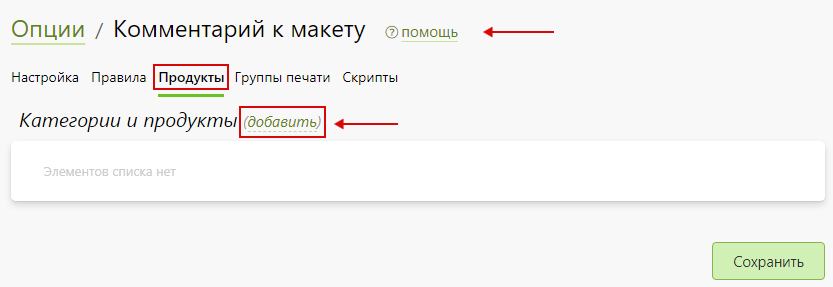 Опции / Комментарий к макету ? помощь
Настройка Правила Продукты Группы печати Скрипты
Категории и продукты (добавить)
Элементов списка нет
Сохранить